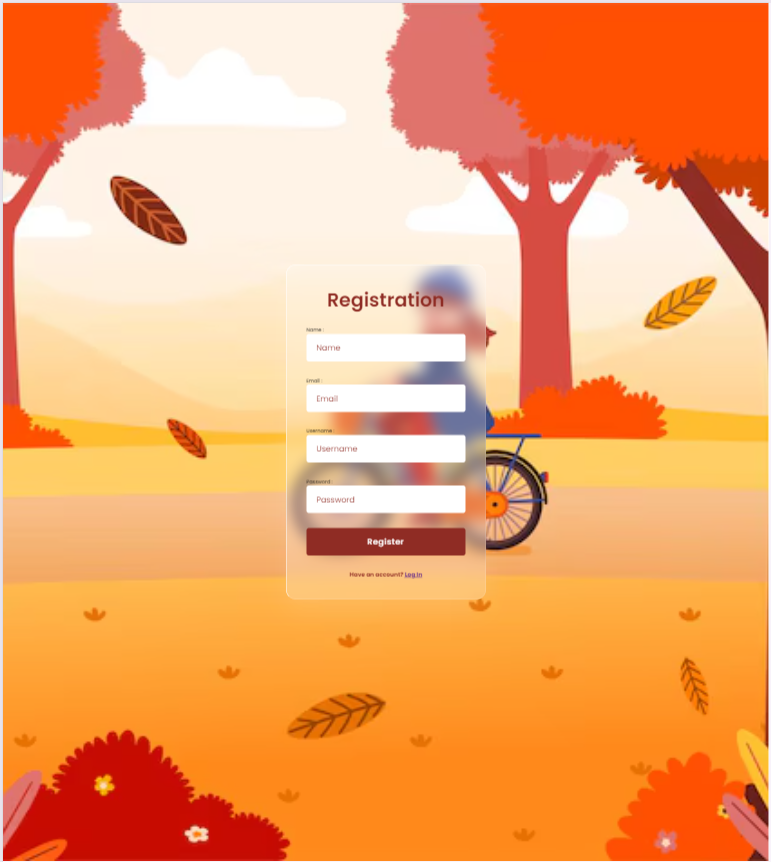 Registration
Name :
Name
Email :
Email
Username :
Username
Password :
Password
Register
Have an account? Log in